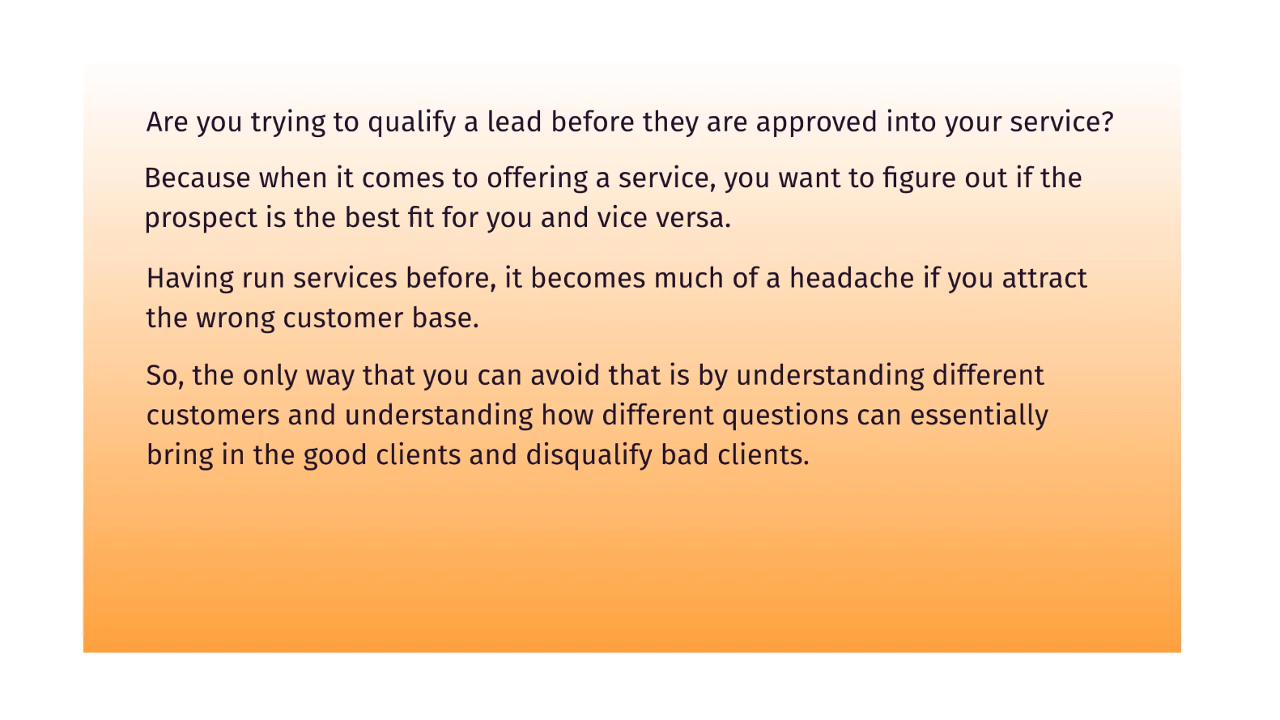 Are you trying to qualify a lead before they are approved into your service?
Because when it comes to offering a service, you want to figure out if the
prospect is the best fit for you and vice versa.
Having run services before, it becomes much of a headache if you attract
the wrong customer base.
So, the only way that you can avoid that is by understanding different
customers and understanding how different questions can essentially
bring in the good clients and disqualify bad clients.